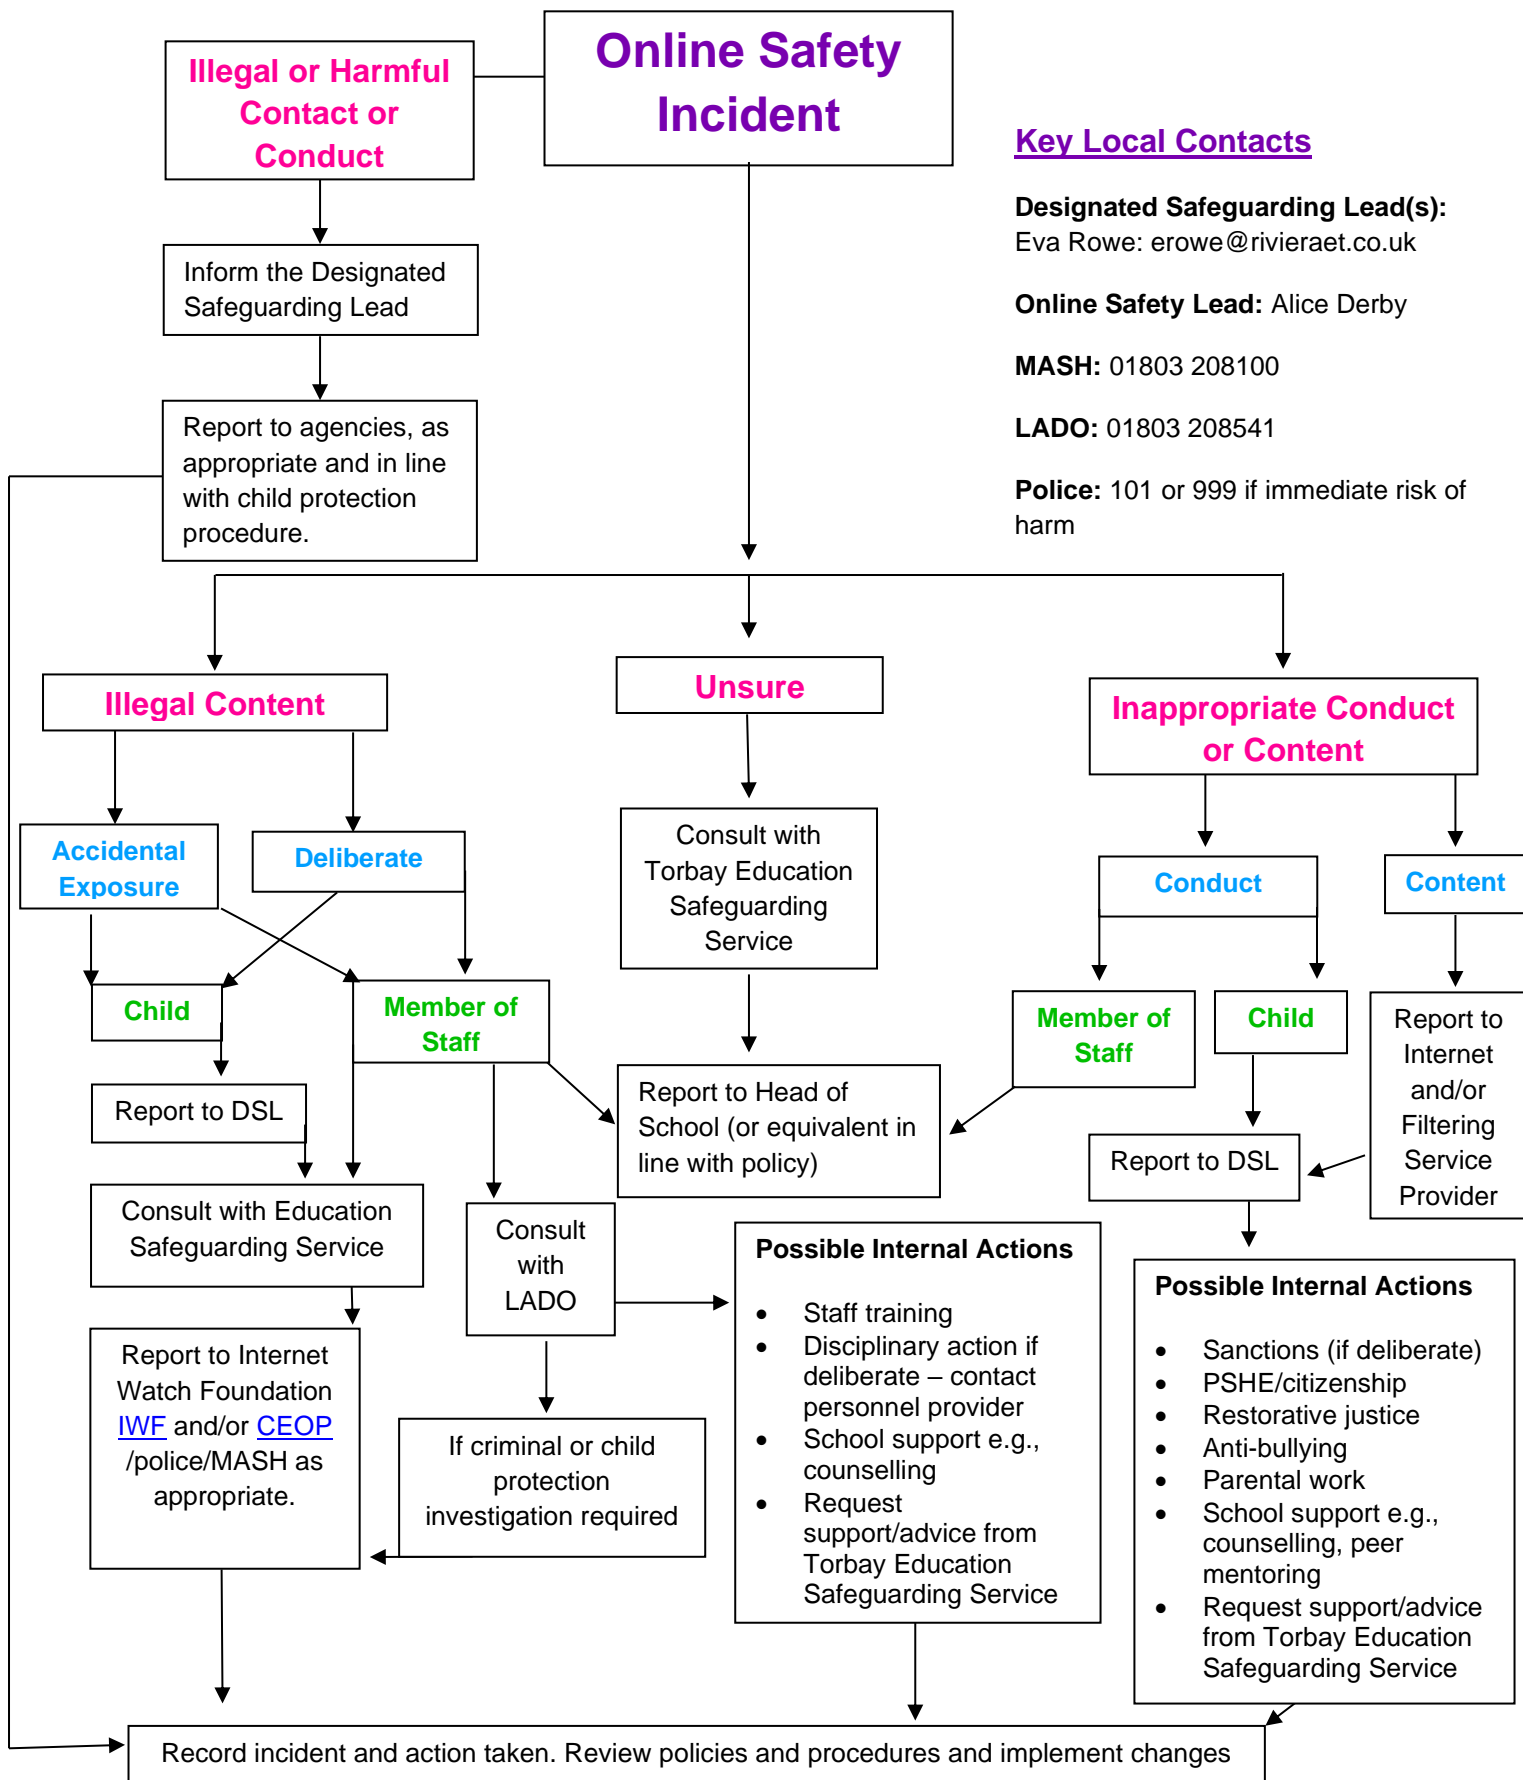 Online Safety
Incident
Illegal or Harmful
Contact or
Conduct
Key Local Contacts
Designated Safeguarding Lead(s):
Eva Rowe: erowe@rivieraet.co.uk
Online Safety Lead: Alice Derby
MASH: 01803 208100
LADO: 01803 208541
Police: 101 or 999 if immediate risk of
harm
Inform the Designated
Safeguarding Lead
Report to agencies, as
appropriate and in line
with child protection
procedure.
Illegal Content
Unsure
Inappropriate Conduct
or Content
Accidental
Exposure
Deliberate
Consult with
Torbay Education
Safeguarding
Service
Conduct
Content
Child
Member of
Staff
Member of
Staff
Child
Report to
Internet
and/or
Filtering
Service
Provider
Report to DSL
Report to Head of
School (or equivalent in
line with policy)
Report to DSL
Consult with Education
Safeguarding Service
Consult
with
LADO
Possible Internal Actions
• Staff training
• Disciplinary action if
deliberate – contact
personnel provider
• School support e.g.,
counselling
• Request
support/advice from
Torbay Education
Safeguarding Service
Possible Internal Actions
• Sanctions (if deliberate)
• PSHE/citizenship
• Restorative justice
• Anti-bullying
• Parental work
• School support e.g.,
counselling, peer
mentoring
• Request support/advice
from Torbay Education
Safeguarding Service
Report to Internet
Watch Foundation
IWF and/or CEOP
/police/MASH as
appropriate.
If criminal or child
protection
investigation required
Record incident and action taken. Review policies and procedures and implement changes